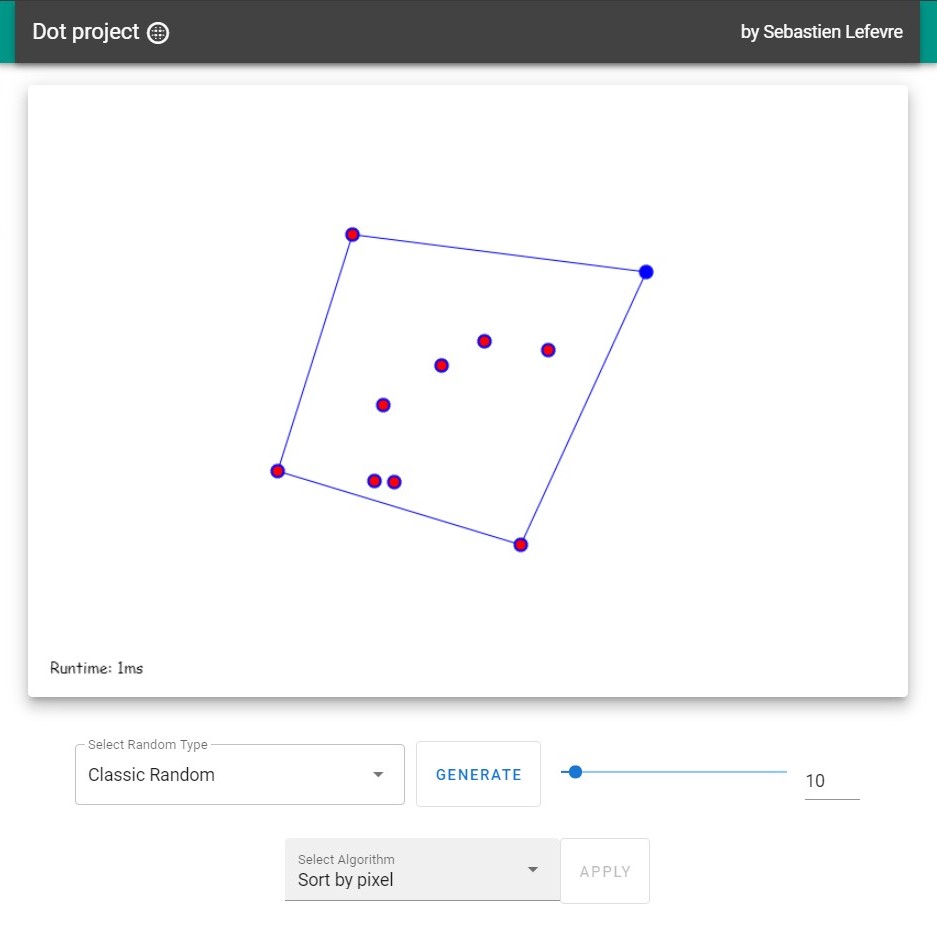 Dot project
by Sebastien Lefevre
Runtime: 1ms
Select Random Type
Classic Random
GENERATE
10
Select Algorithm
Sort by pixel
APPLY